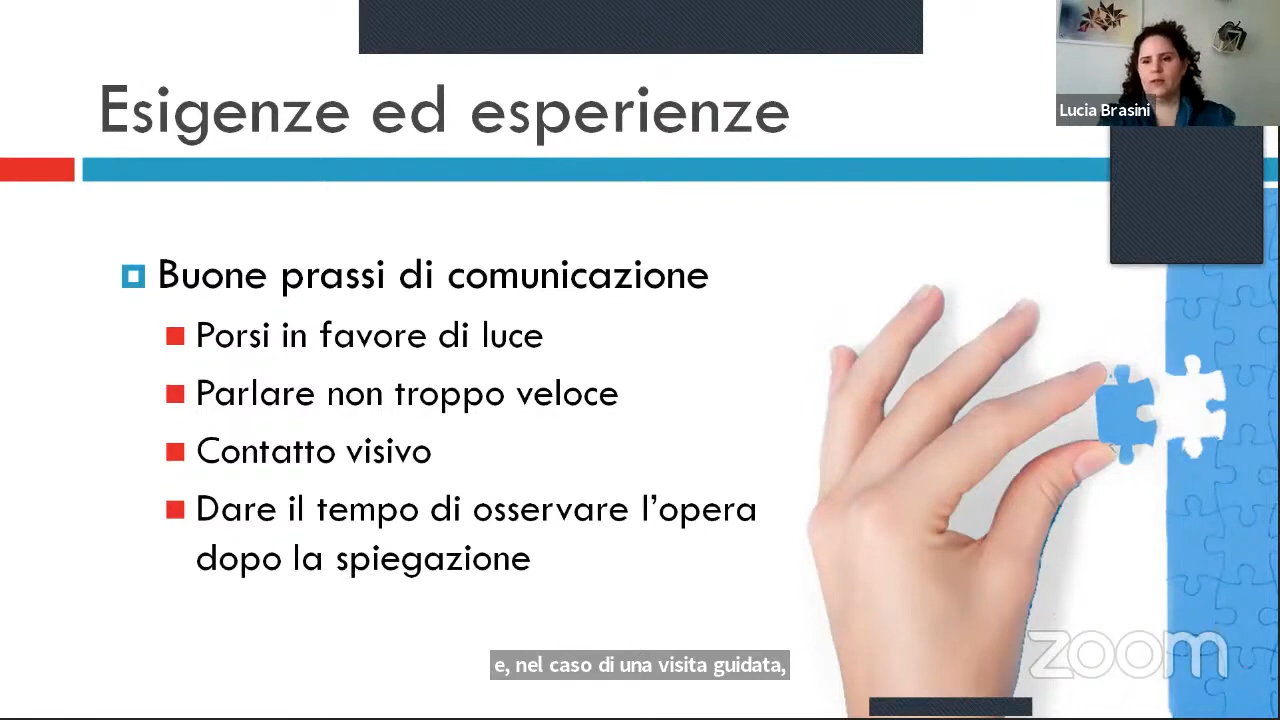 Esigenze ed esperienze
Lucia Brasini
Buone prassi di comunicazione
Porsi in favore di luce
Parlare non troppo veloce
Contatto visivo
Dare il tempo di osservare l’opera
dopo la spiegazione
e, nel caso di una visita guidata,
zoom